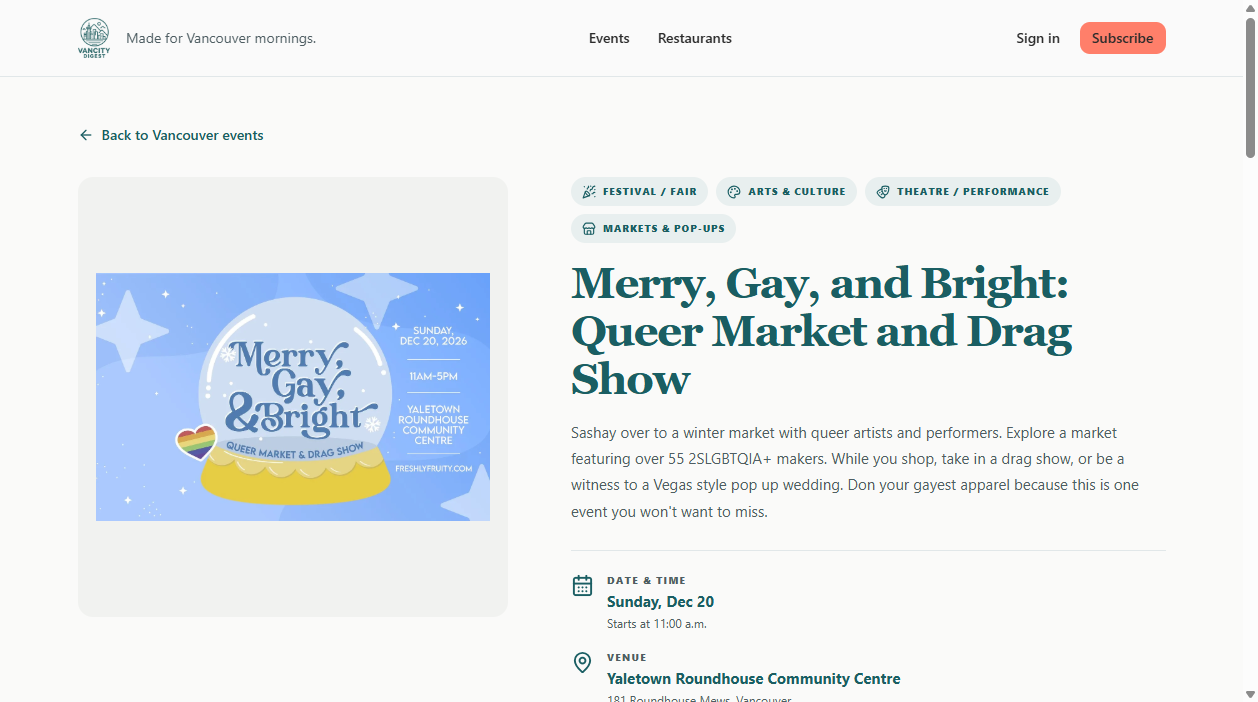 VANCITY
DIGEST
Made for Vancouver mornings.
Events
Restaurants
Sign in
Subscribe
Back to Vancouver events
SUNDAY,
DEC 20, 2026
11AM-5PM
YALETOWN
ROUNDHOUSE
COMMUNITY
CENTRE
FRESHLYFRUITY.COM
Merry,
Gay,
&Bright
QUEER MARKET & DRAG SHOW
FESTIVAL / FAIR
ARTS & CULTURE
THEATRE / PERFORMANCE
MARKETS & POP-UPS
Merry, Gay, and Bright:
Queer Market and Drag
Show
Sashay over to a winter market with queer artists and performers. Explore a market
featuring over 55 2SLGBTQIA+ makers. While you shop, take in a drag show, or be a
witness to a Vegas style pop up wedding. Don your gayest apparel because this is one
event you won't want to miss.
DATE & TIME
Sunday, Dec 20
Starts at 11:00 a.m.
VENUE
Yaletown Roundhouse Community Centre
181 Roundhouse Mews, Vancouver